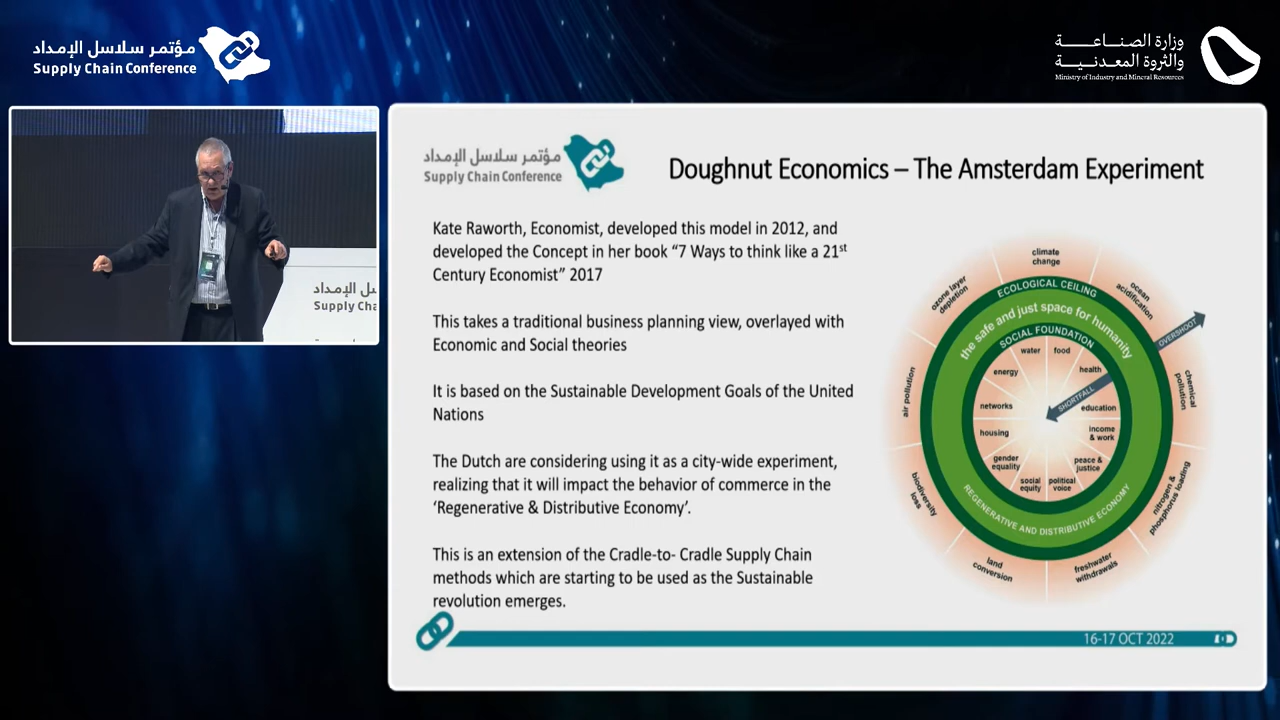 مؤتمر سلاسل الإمداد
Supply Chain Conference
وزارة الصناعة
والثروة المعدنية
Ministry of Industry and Mineral Resources
الإمداد
Supply Cha
مؤتمر سلاسل الإمداد
Supply Chain Conference
Doughnut Economics – The Amsterdam Experiment
Kate Raworth, Economist, developed this model in 2012, and
developed the Concept in her book “7 Ways to think like a 21st
Century Economist” 2017
This takes a traditional business planning view, overlayed with
Economic and Social theories
It is based on the Sustainable Development Goals of the United
Nations
The Dutch are considering using it as a city-wide experiment,
realizing that it will impact the behavior of commerce in the
‘Regenerative & Distributive Economy’.
This is an extension of the Cradle-to- Cradle Supply Chain
methods which are starting to be used as the Sustainable
revolution emerges.
climate
change
ocean
acidification
chemical
pollution
nitrogen &
phosphorus loading
freshwater
withdrawals
land
conversion
biodiversity
loss
air pollution
ozone layer
depletion
ECOLOGICAL CEILING
the safe and just space for humanity
SOCIAL FOUNDATION
OVERSHOOT
SHORTFALL
water
food
energy
health
networks
education
housing
income
& work
gender
equality
peace &
justice
social
equity
political
voice
REGENERATIVE AND DISTRIBUTIVE ECONOMY
16-17 OCT 2022